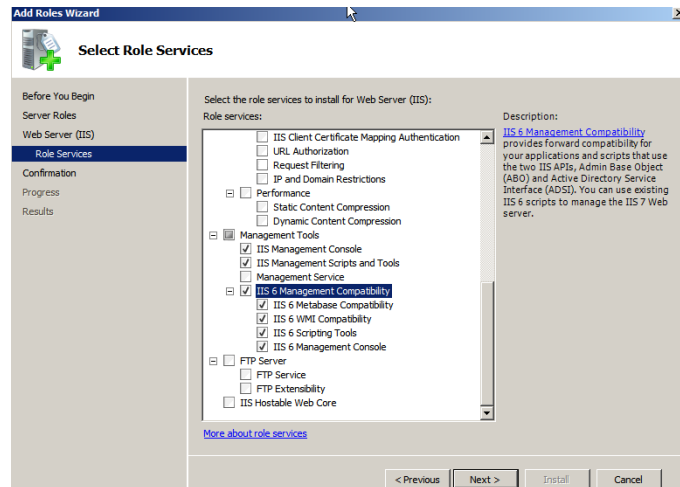 Add Roles Wizard
Select Role Services
Before You Begin
Server Roles
Web Server (IIS)
Role Services
Confirmation
Progress
Results
Select the role services to install for Web Server (IIS):
Role services:
IIS Client Certificate Mapping Authentication
URL Authorization
Request Filtering
IP and Domain Restrictions
Performance
Static Content Compression
Dynamic Content Compression
Management Tools
IIS Management Console
IIS Management Scripts and Tools
Management Service
IIS 6 Management Compatibility
IIS 6 Metabase Compatibility
IIS 6 WMI Compatibility
IIS 6 Scripting Tools
IIS 6 Management Console
FTP Server
FTP Service
FTP Extensibility
IIS Hostable Web Core
More about role services
Description:
IIS 6 Management Compatibility
provides forward compatibility for
your applications and scripts that use
the two IIS APIs, Admin Base Object
(ABO) and Active Directory Service
Interface (ADSI). You can use existing
IIS 6 scripts to manage the IIS 7 Web
server.
< Previous
Next >
Install
Cancel